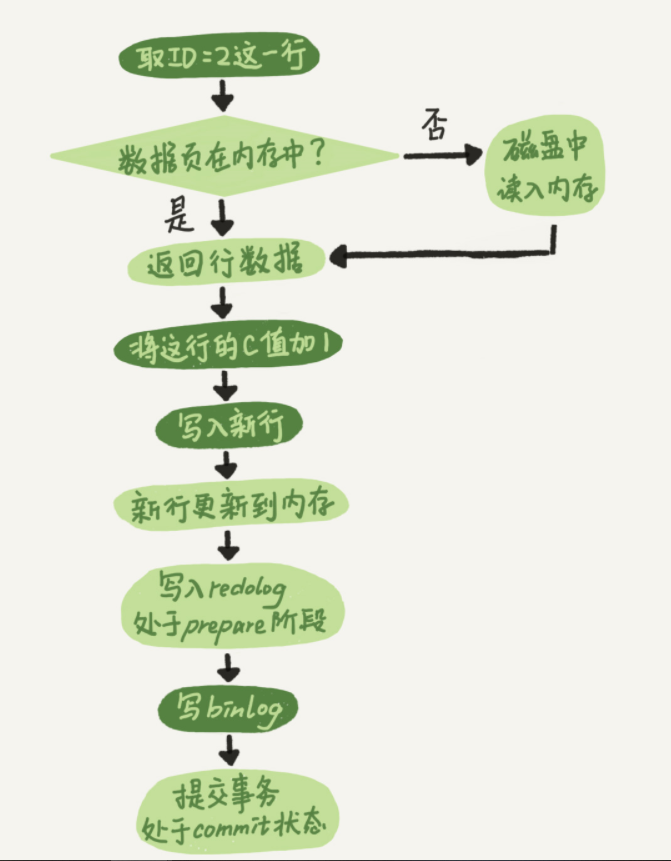 取ID=2这一行
数据页在内存中？
否
磁盘中
读入内存
是
返回行数据
将这行的C值加1
写入新行
新行更新到内存
写入redolog
处于prepare阶段
写binlog
提交事务
处于commit状态